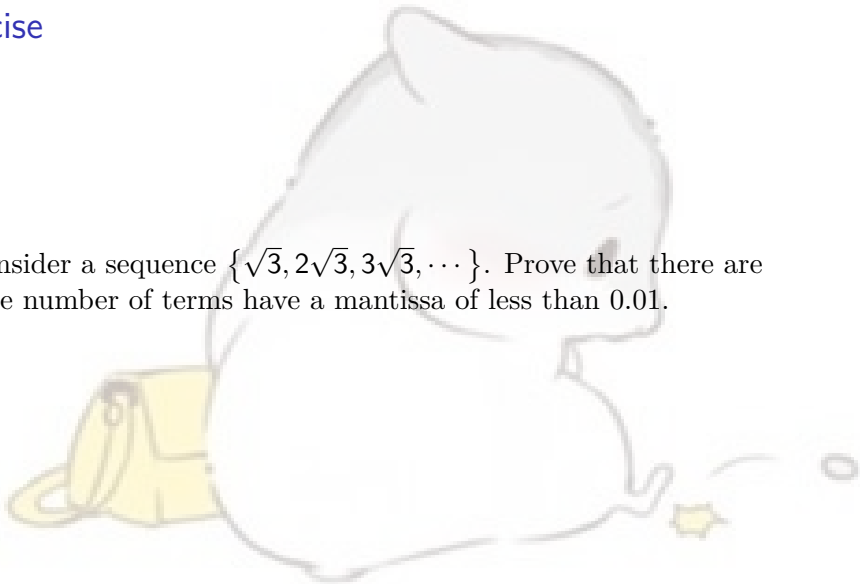 cise
nsider a sequence {√3, 2√3, 3√3, ⋯}. Prove that there are
e number of terms have a mantissa of less than 0.01.